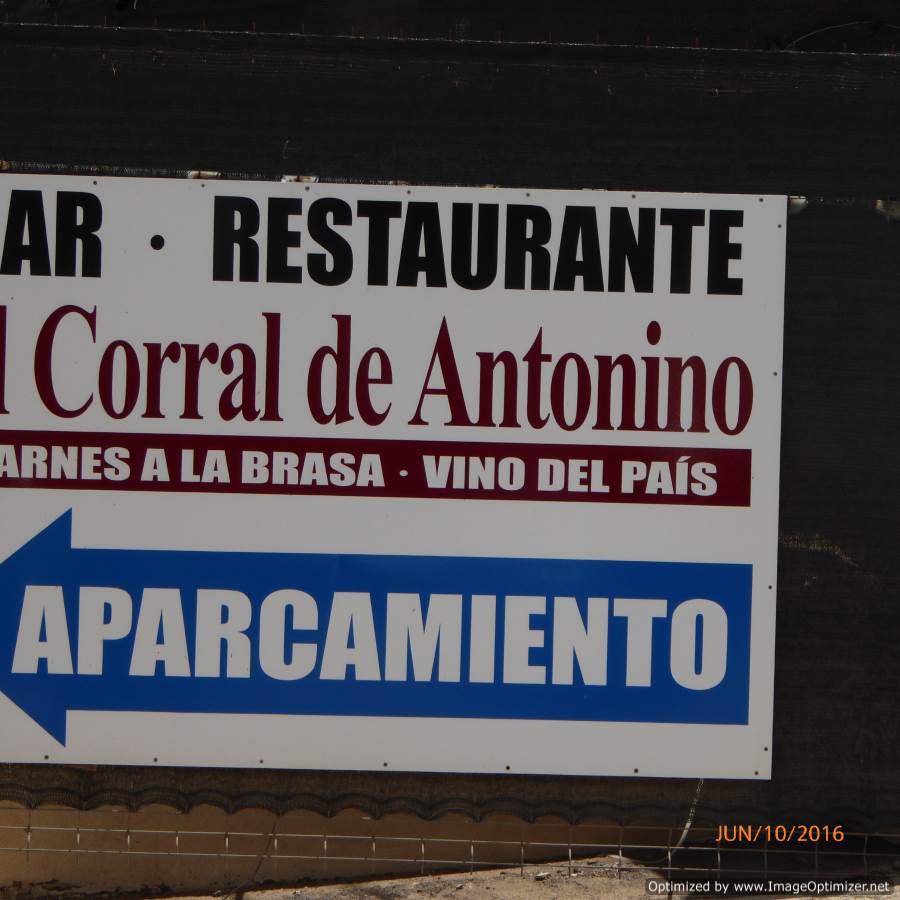 AR · RESTAURANTE
l Corral de Antonino
ARNES A LA BRASA · VINO DEL PAÍS
APARCAMIENTO
JUN/10/2016
Optimized by www.ImageOptimizer.net